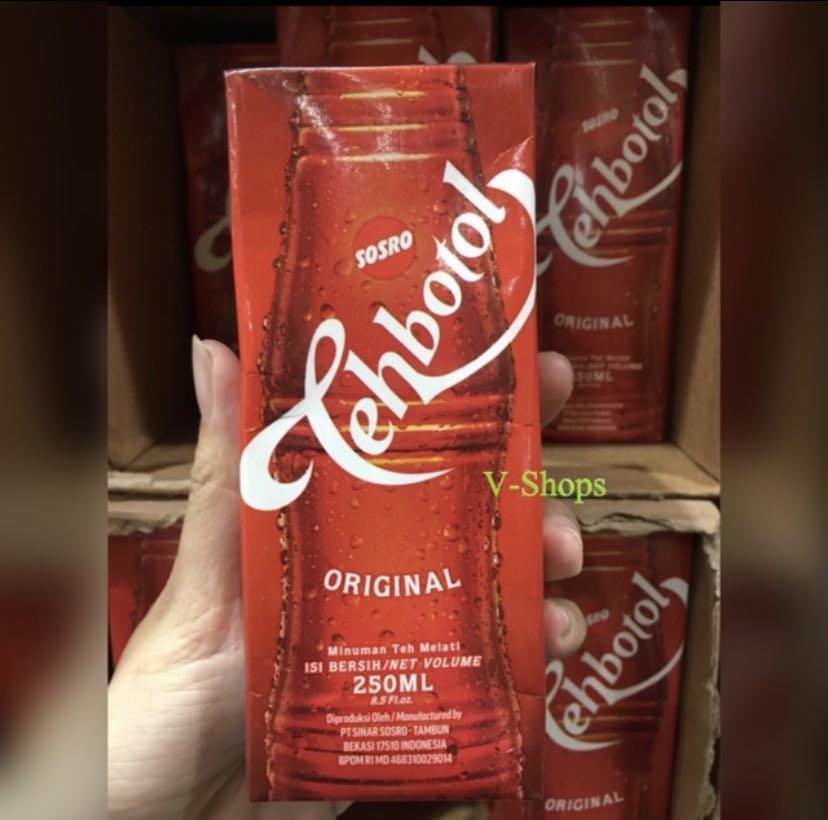 SOSRO
Tehbotol
ORIGINAL
Minuman Teh Melati
ISI BERSIH/NET VOLUME
250ML
8.5 Fl.oz.
Diproduksi Oleh / Manufactured by
PT SINAR SOSRO - TAMBUN
BEKASI 17510 INDONESIA
BPOM RI MD 468310029014
V-Shops
SOSRO
Tehbotol
ORIGINAL
Tehbotol
ORIGINAL